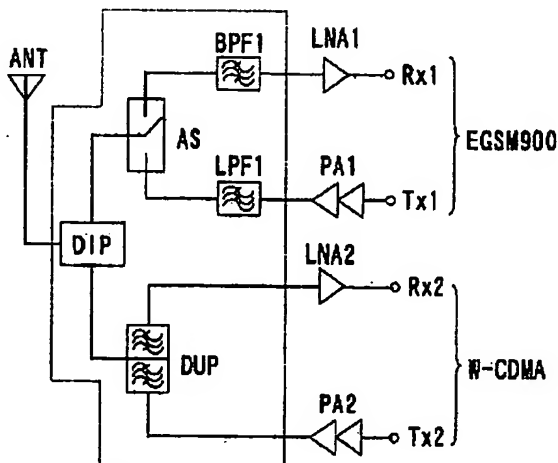 BPF1 LNA1
ANT
Rx1
AS
EGSM900
LPF1 PA1
Tx1
DIP
LNA2
Rx2
DUP
W-CDMA
PA2
Tx2